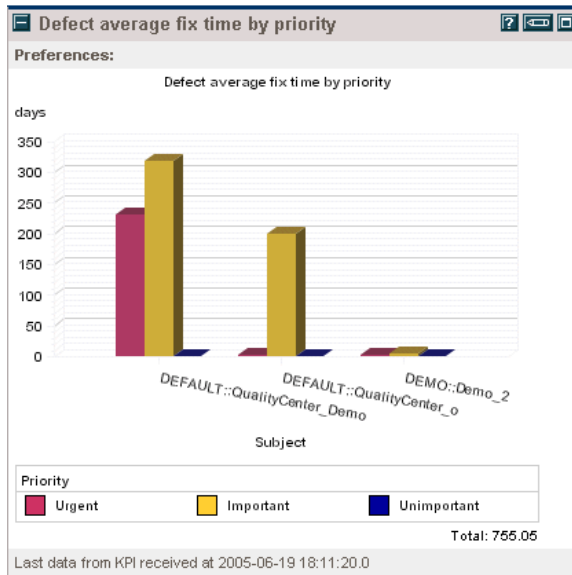 Defect average fix time by priority
?
Preferences:
Defect average fix time by priority
days
350
300
250
200
150
100
50
0
DEFAULT::QualityCenter_Demo
DEFAULT::QualityCenter_o
DEMO::Demo_2
Subject
Priority
Urgent Important Unimportant
Total: 755.05
Last data from KPI received at 2005-06-19 18:11:20.0